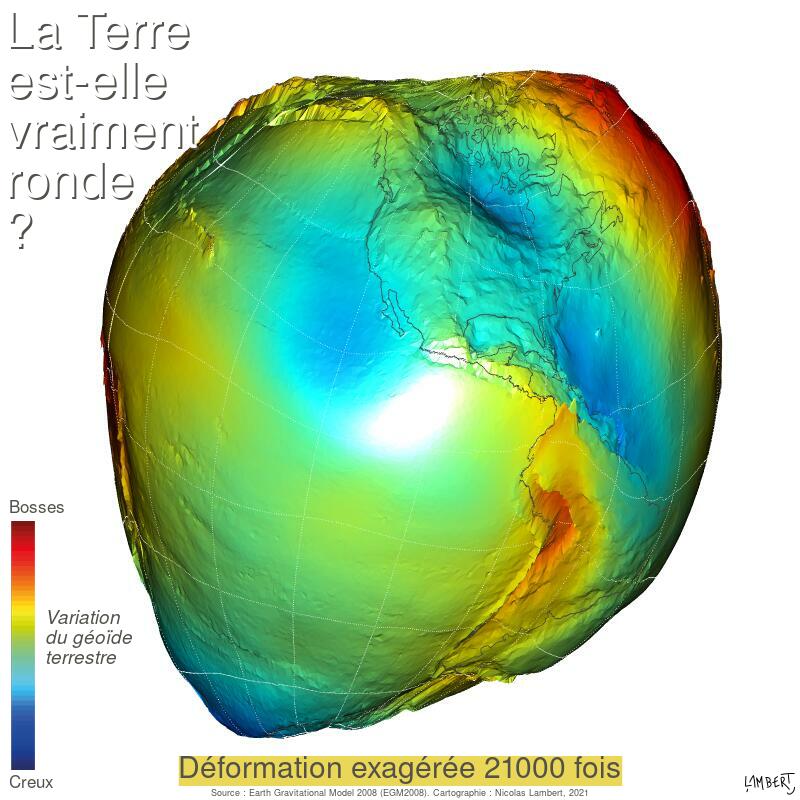 La Terre
est-elle
vraiment
ronde
?
Bosses
Variation
du géoïde
terrestre
Creux
Déformation exagérée 21000 fois
Source : Earth Gravitational Model 2008 (EGM2008). Cartographie : Nicolas Lambert, 2021
LAMBERT